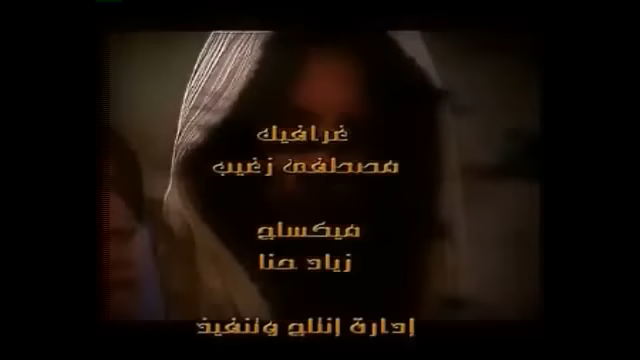 غرافيك
مصطفى زغيب
ميكساج
زياد حنا
إدارة إنتاج وتنفيذ